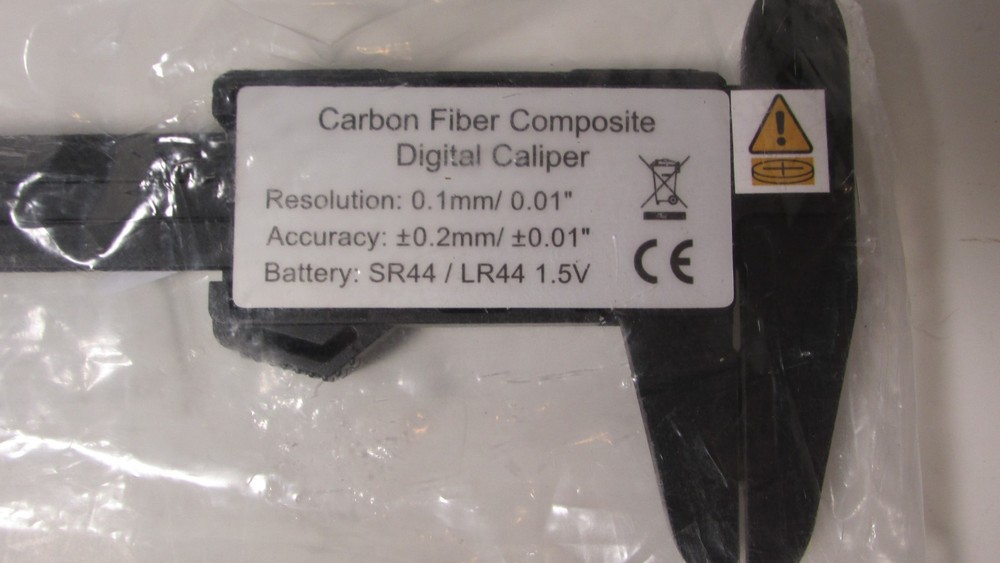 Carbon Fiber Composite
Digital Caliper
Resolution: 0.1mm/ 0.01"
Accuracy: ±0.2mm/ ±0.01"
Battery: SR44 / LR44 1.5V
CE